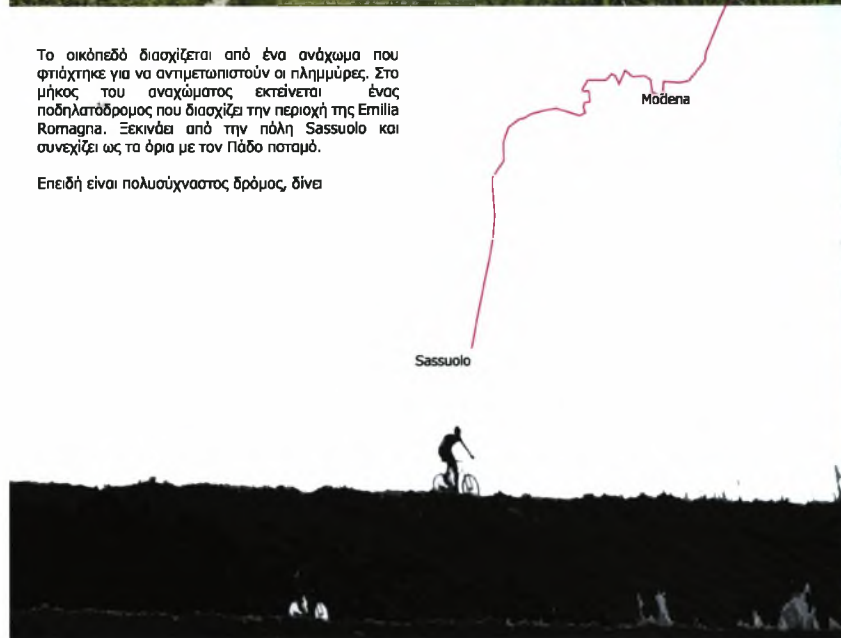 Το οικόπεδό διασχίζεται από ένα ανάχωμα που
φτιάχτηκε για να αντιμετωπιστούν οι πλημμύρες. Στο
μήκος του αναχώματος εκτείνεται ένας
ποδηλατόδρομος που διασχίζει την περιοχή της Emilia
Romagna. Ξεκινάει από την πόλη Sassuolo και
συνεχίζει ως τα όρια με τον Πάδο ποταμό.
Επειδή είναι πολυσύχναστος δρόμος, δίνει
Modena
Sassuolo